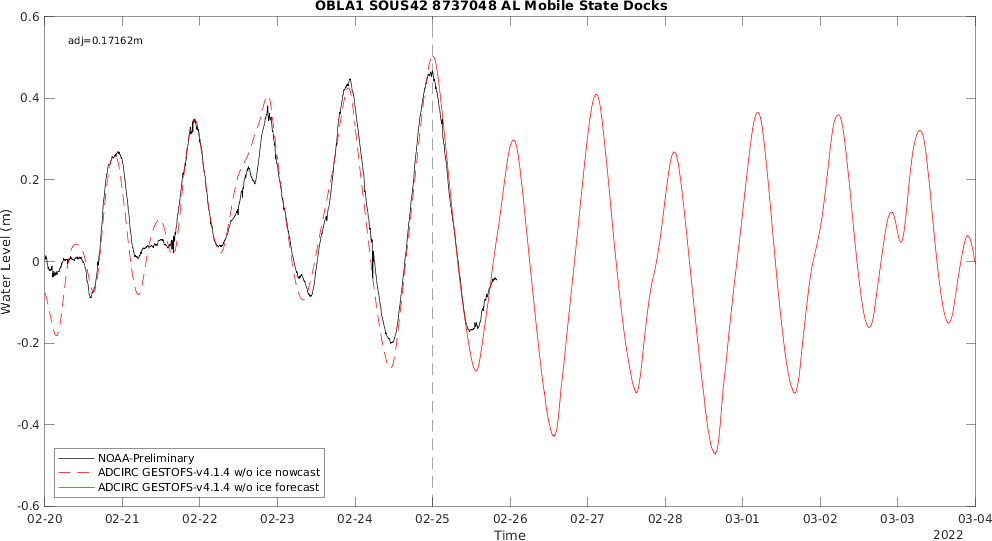 OBLA1 SOUS42 8737048 AL Mobile State Docks
adj=0.17162m
0.6
0.4
0.2
0
-0.2
-0.4
-0.6
Water Level (m)
NOAA-Preliminary
ADCIRC GESTOFS-v4.1.4 w/o ice nowcast
ADCIRC GESTOFS-v4.1.4 w/o ice forecast
02-20 02-21 02-22 02-23 02-24 02-25 02-26 02-27 02-28 03-01 03-02 03-03 03-04
Time
2022